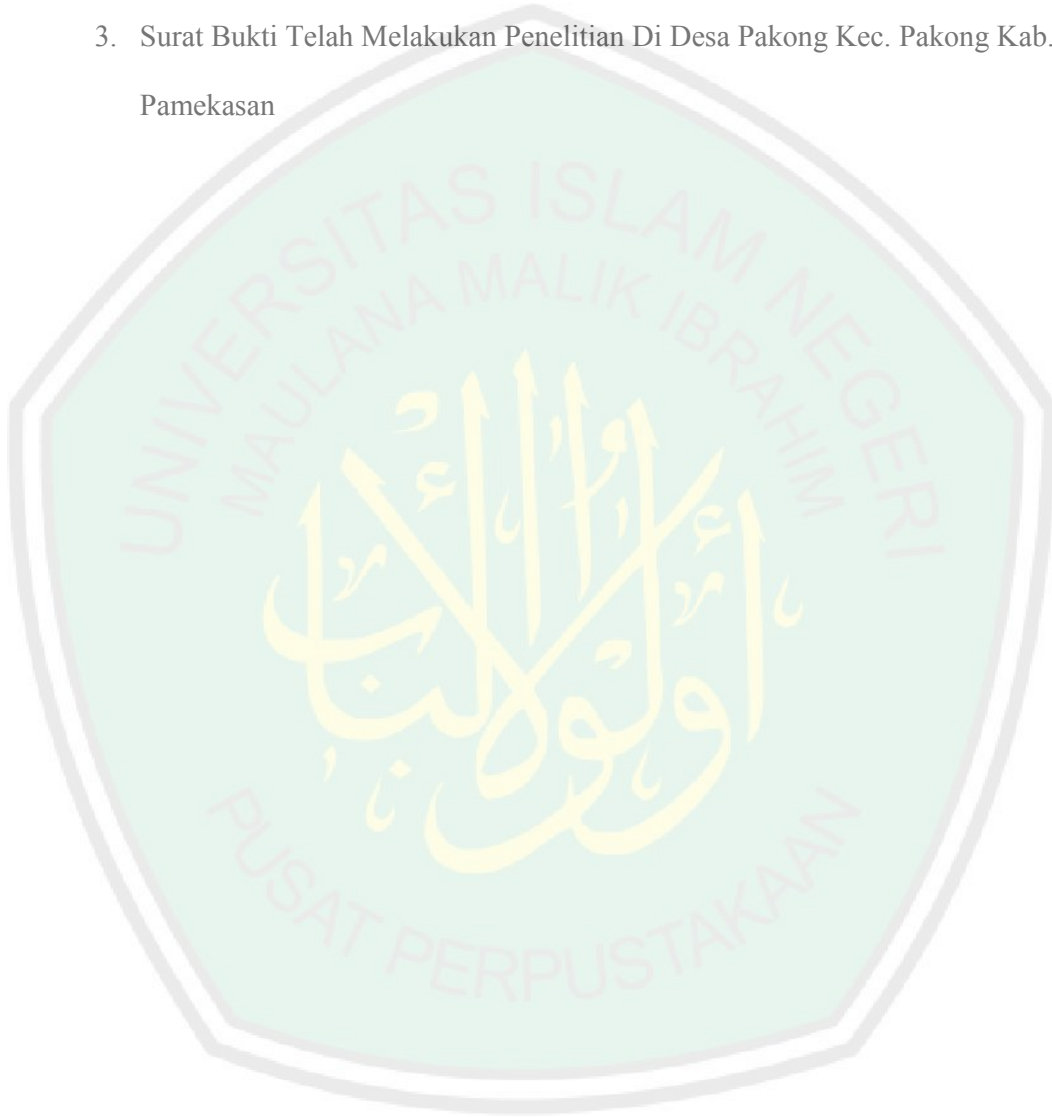 3. Surat Bukti Telah Melakukan Penelitian Di Desa Pakong Kec. Pakong Kab.
Pamekasan
UNIVERSITAS ISLAM NEGERI
MAULANA MALIK IBRAHIM
أولوا الألباب
PUSAT PERPUSTAKAAN